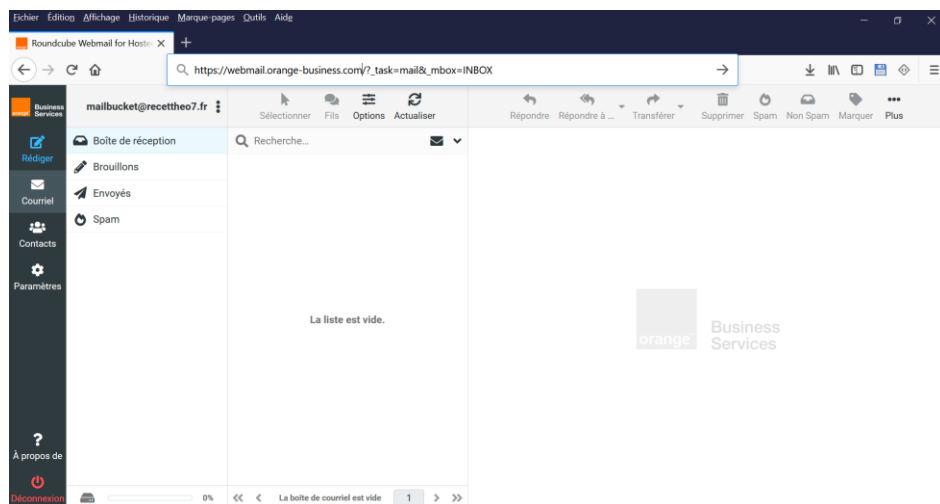 Fichier Édition Affichage Historique Marque-pages Outils Aide
Roundcube Webmail for Hoste
https://webmail.orange-business.com/?_task=mail&_mbox=INBOX
orange Business Services
mailbucket@recettheo7.fr
Sélectionner Fils Options Actualiser
Répondre Répondre à ... Transférer Supprimer Spam Non Spam Marquer Plus
Rédiger
Courriel
Contacts
Paramètres
À propos de
Déconnexion
Boîte de réception
Brouillons
Envoyés
Spam
Recherche...
La liste est vide.
orange Business
Services
0%
La boîte de courriel est vide 1